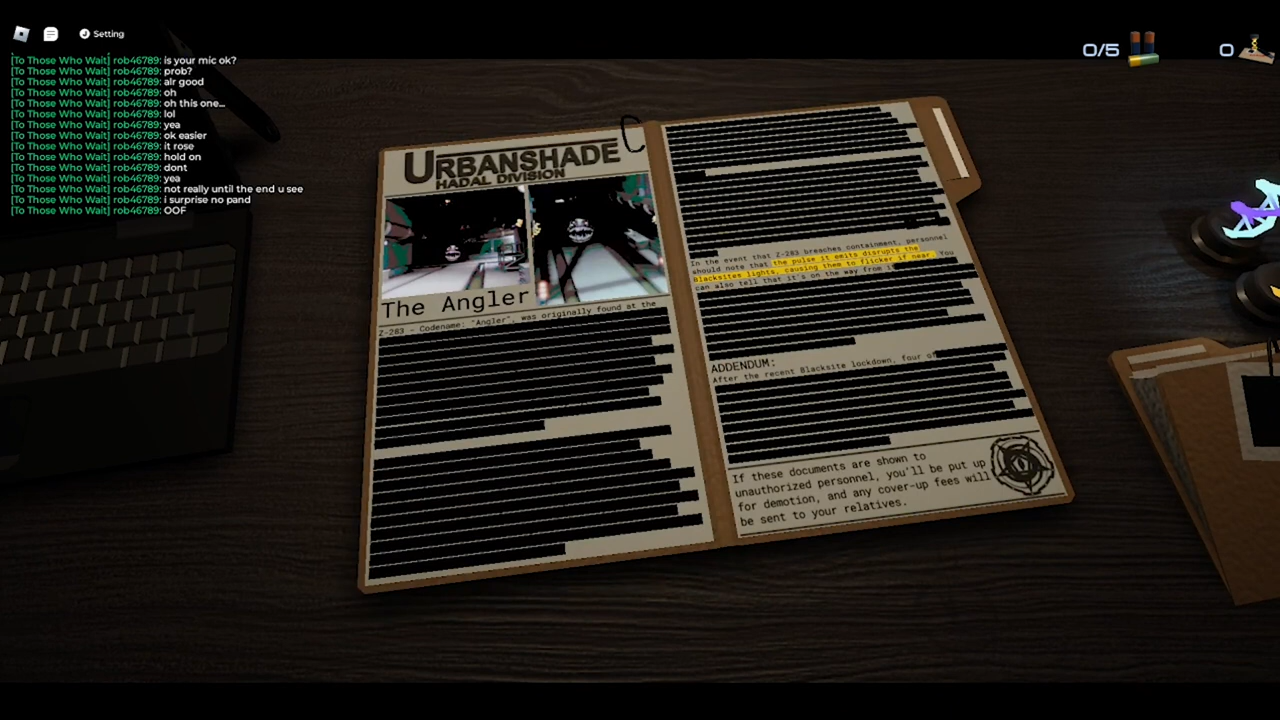 Setting
[To Those Who Wait] rob46789: is your mic ok?
[To Those Who Wait] rob46789: prob?
[To Those Who Wait] rob46789: alr good
[To Those Who Wait] rob46789: oh
[To Those Who Wait] rob46789: oh this one...
[To Those Who Wait] rob46789: lol
[To Those Who Wait] rob46789: yea
[To Those Who Wait] rob46789: ok easier
[To Those Who Wait] rob46789: it rose
[To Those Who Wait] rob46789: hold on
[To Those Who Wait] rob46789: dont
[To Those Who Wait] rob46789: yea
[To Those Who Wait] rob46789: not really until the end u see
[To Those Who Wait] rob46789: i surprise no pand
[To Those Who Wait] rob46789: OOF
0/5
0
URBANSHADE
HADAL DIVISION
The Angler
Z-283 - Codename: "Angler", was originally found at the
In the event that Z-283 breaches containment, personnel
should note that the pulse it emits disrupts the
Blacksites lights, causing them to flicker if near. You
can also tell that it's on the way from i
ADDENDUM:
After the recent Blacksite lockdown, four of
If these documents are shown to
unauthorized personnel, you'll be put up
for demotion, and any cover-up fees will
be sent to your relatives.